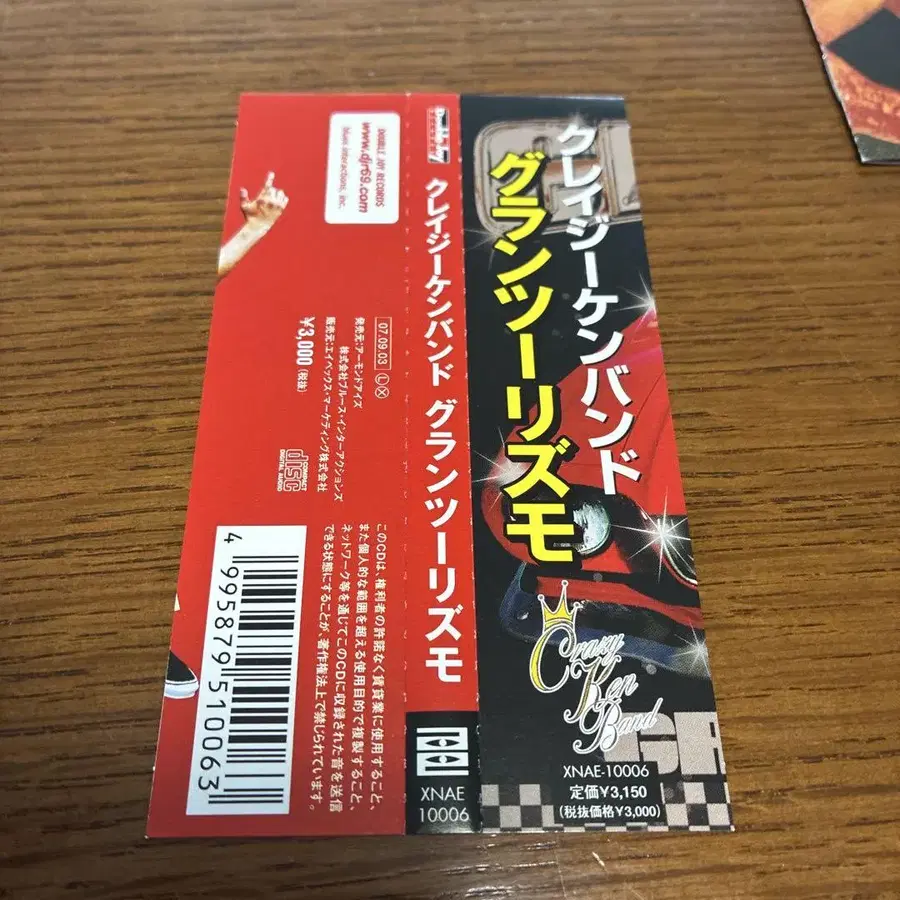 クレイジーケンバンド
グランツーリズモ
Crazy
Ken
Band
XNAE-10006
定価¥3,150
(税抜価格¥3,000)
クレイジーケンバンド グランツーリズモ
XNAE
10006
DOUBLE JOY RECORDS
www.djr69.com
blues interactions, inc.
07.09.03 Ⓛ Ⓧ
発売元:アーモンドアイズ
株式会社ブルース・インターアクションズ
販売元:エイベックス・マーケティング株式会社
¥3,000(税抜)
COMPACT
disc
DIGITAL AUDIO
このCDは、権利者の許諾なく賃貸業に使用すること、
また個人的な範囲を超える使用目的で複製すること、
ネットワーク等を通じてこのCDに収録された音を送信
できる状態にすることが、著作権法上で禁じられています。
4 995879 510063